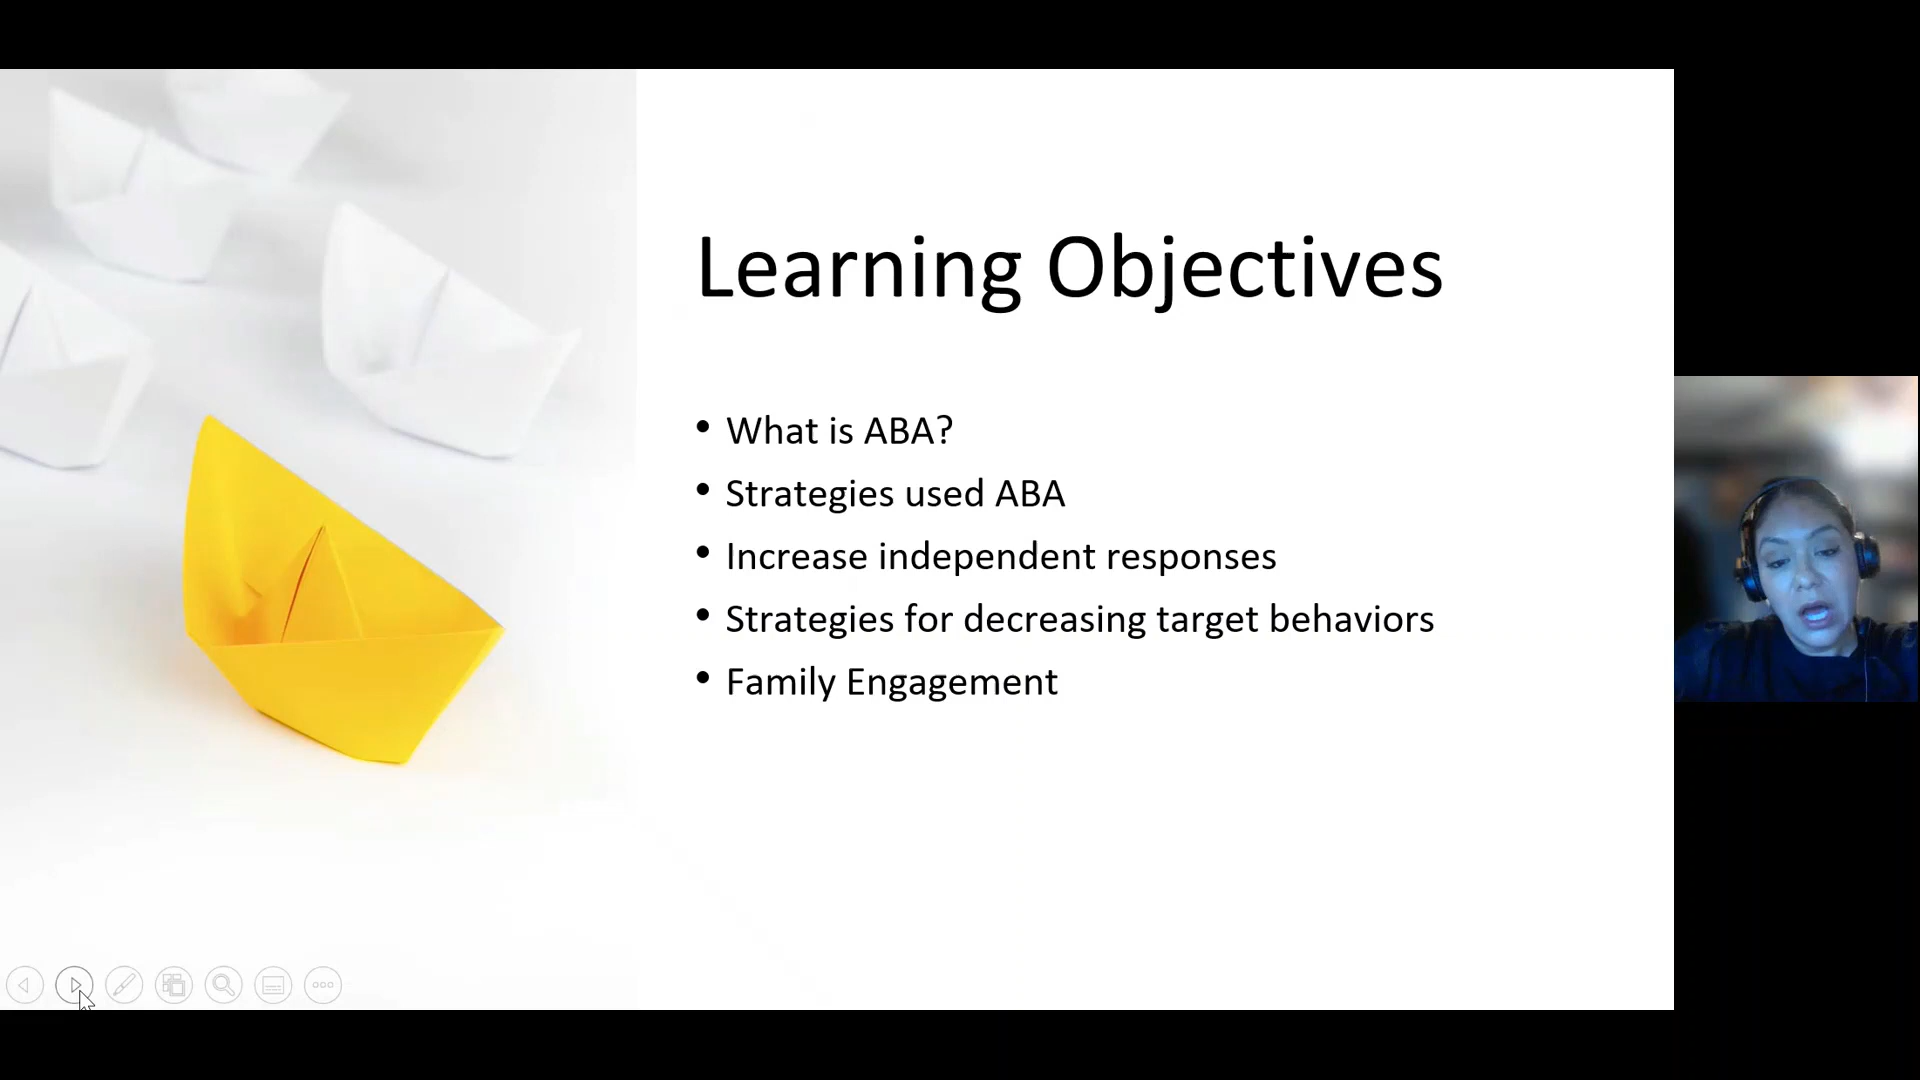 Learning Objectives
• What is ABA?
• Strategies used ABA
• Increase independent responses
• Strategies for decreasing target behaviors
• Family Engagement